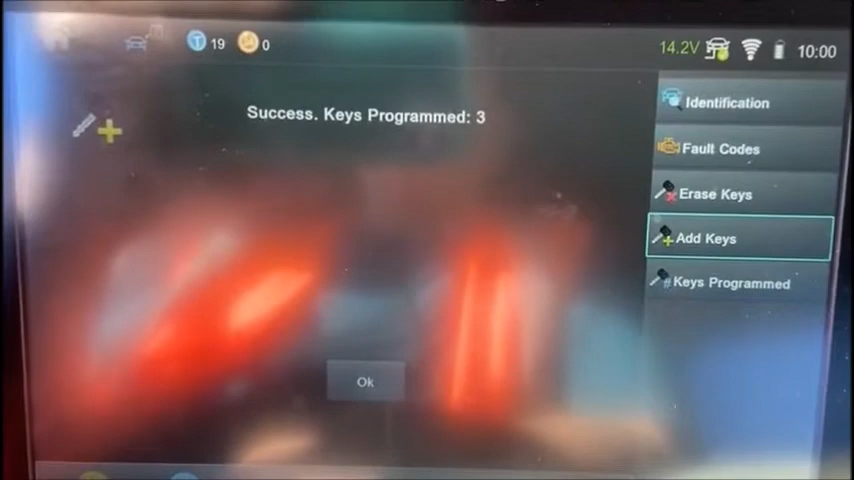 T 19 0 14.2V 10:00
Success. Keys Programmed: 3
Identification
Fault Codes
Erase Keys
Add Keys
Keys Programmed
Ok